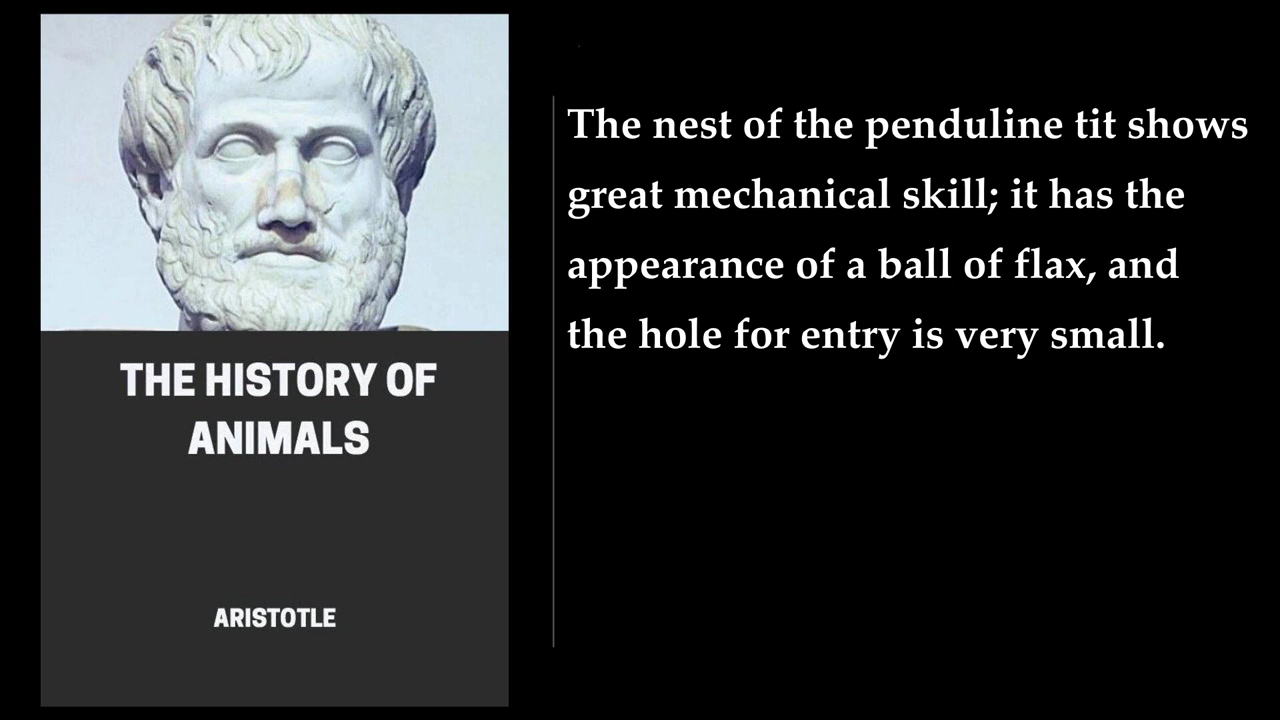 THE HISTORY OF
ANIMALS
ARISTOTLE
The nest of the penduline tit shows
great mechanical skill; it has the
appearance of a ball of flax, and
the hole for entry is very small.